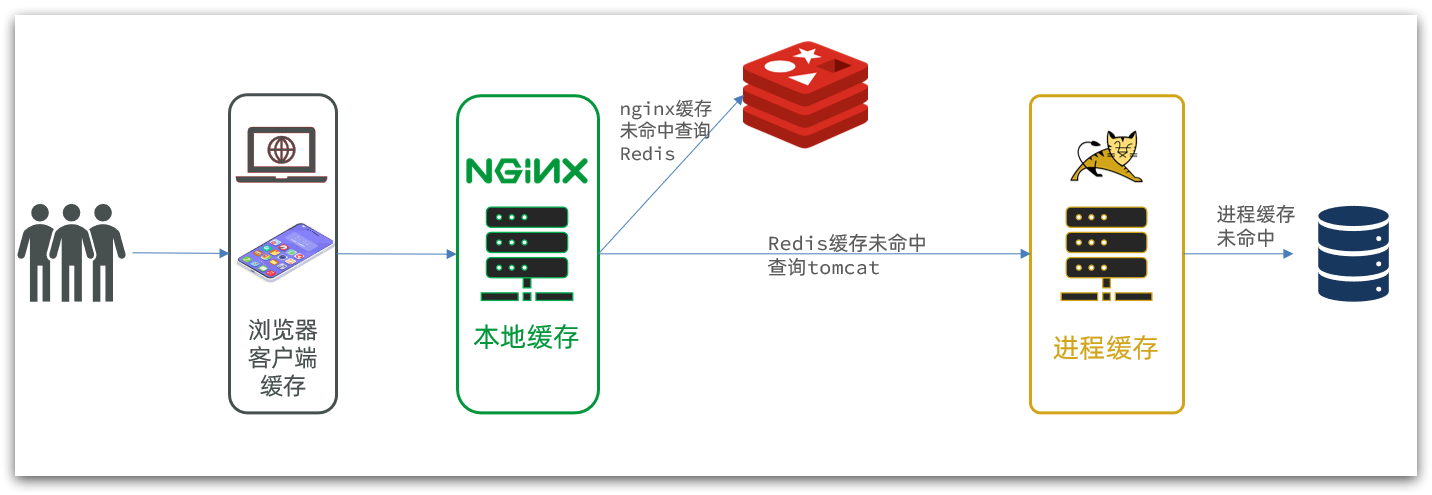 浏览器
客户端
缓存
NGINX
本地缓存
nginx缓存
未命中查询
Redis
Redis缓存未命中
查询tomcat
进程缓存
进程缓存
未命中